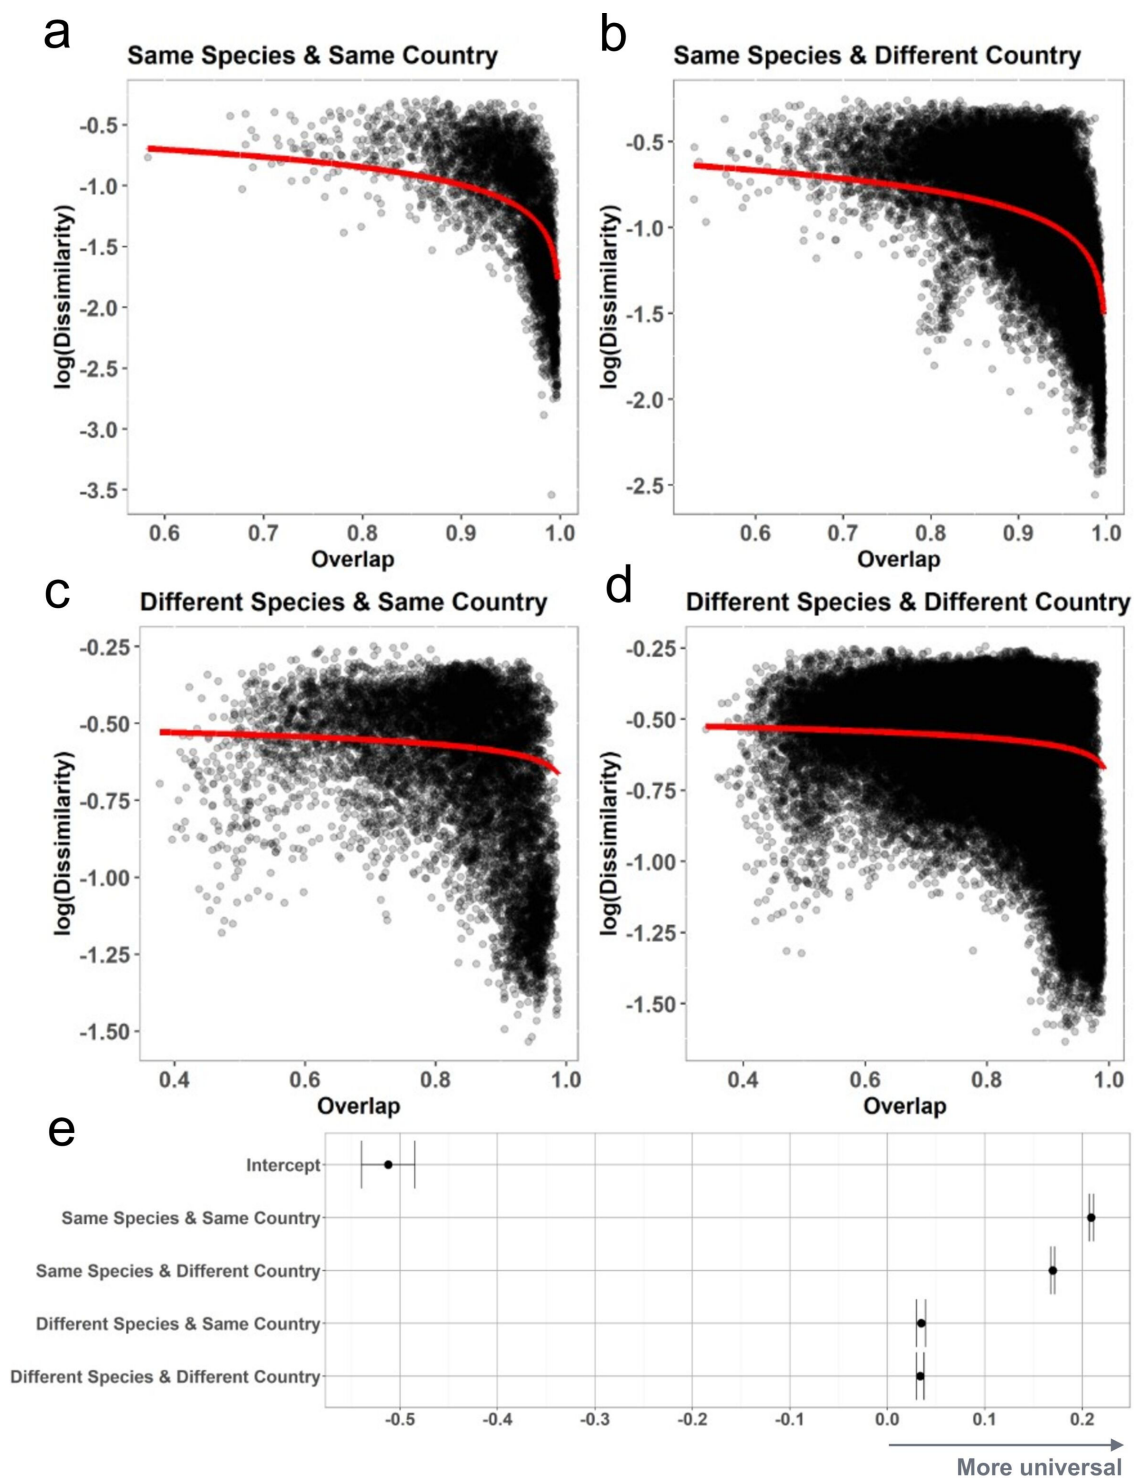 a
Same Species & Same Country
log(Dissimilarity)
-0.5
-1.0
-1.5
-2.0
-2.5
-3.0
-3.5
0.6 0.7 0.8 0.9 1.0
Overlap
b
Same Species & Different Country
log(Dissimilarity)
-0.5
-1.0
-1.5
-2.0
-2.5
0.6 0.7 0.8 0.9 1.0
Overlap
c
Different Species & Same Country
log(Dissimilarity)
-0.25
-0.50
-0.75
-1.00
-1.25
-1.50
0.4 0.6 0.8 1.0
Overlap
d
Different Species & Different Country
log(Dissimilarity)
-0.25
-0.50
-0.75
-1.00
-1.25
-1.50
0.4 0.6 0.8 1.0
Overlap
e
Intercept
Same Species & Same Country
Same Species & Different Country
Different Species & Same Country
Different Species & Different Country
-0.5 -0.4 -0.3 -0.2 -0.1 0.0 0.1 0.2
More universal